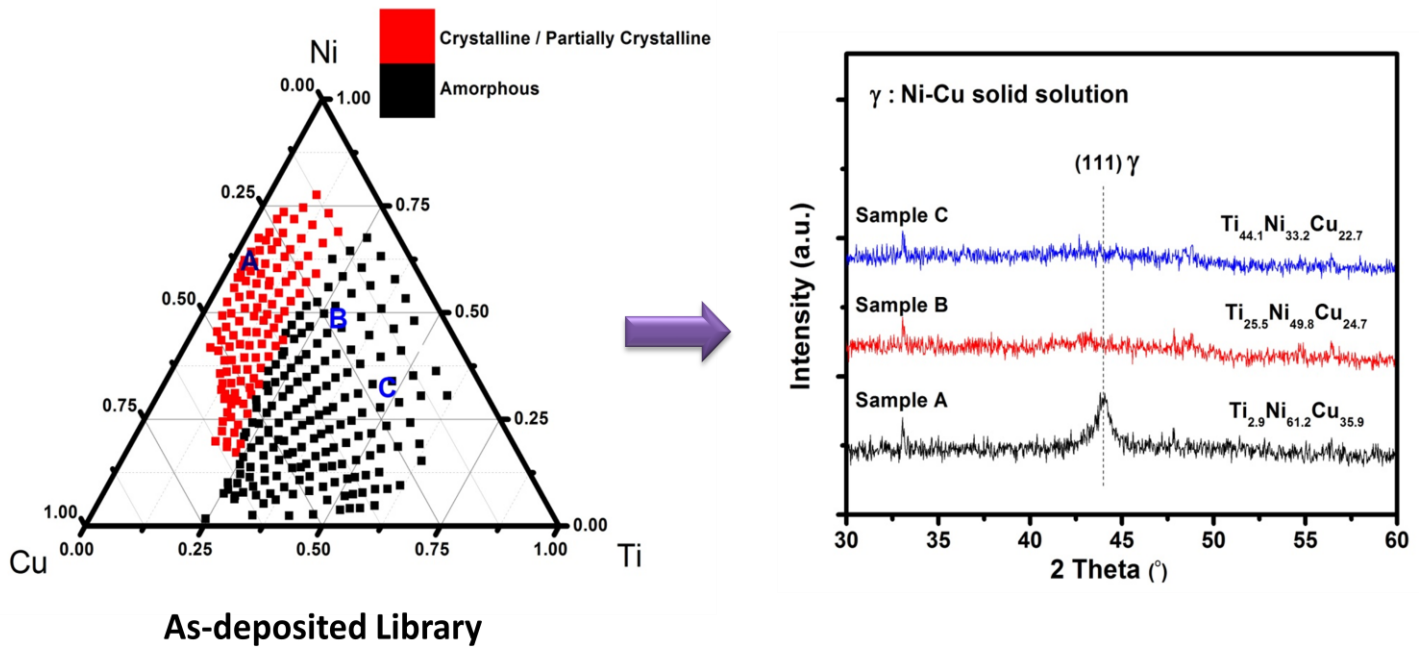 Ni
Crystalline / Partially Crystalline
Amorphous
0.00
1.00
0.25
0.75
A
0.50
0.50
B
C
0.75
0.25
1.00
0.00
Cu
0.00
0.25
0.50
0.75
1.00
Ti
As-deposited Library
γ : Ni-Cu solid solution
(111) γ
Sample C
Ti44.1Ni33.2Cu22.7
Sample B
Ti25.5Ni49.8Cu24.7
Sample A
Ti2.9Ni61.2Cu35.9
Intensity (a.u.)
30
35
40
45
50
55
60
2 Theta (°)